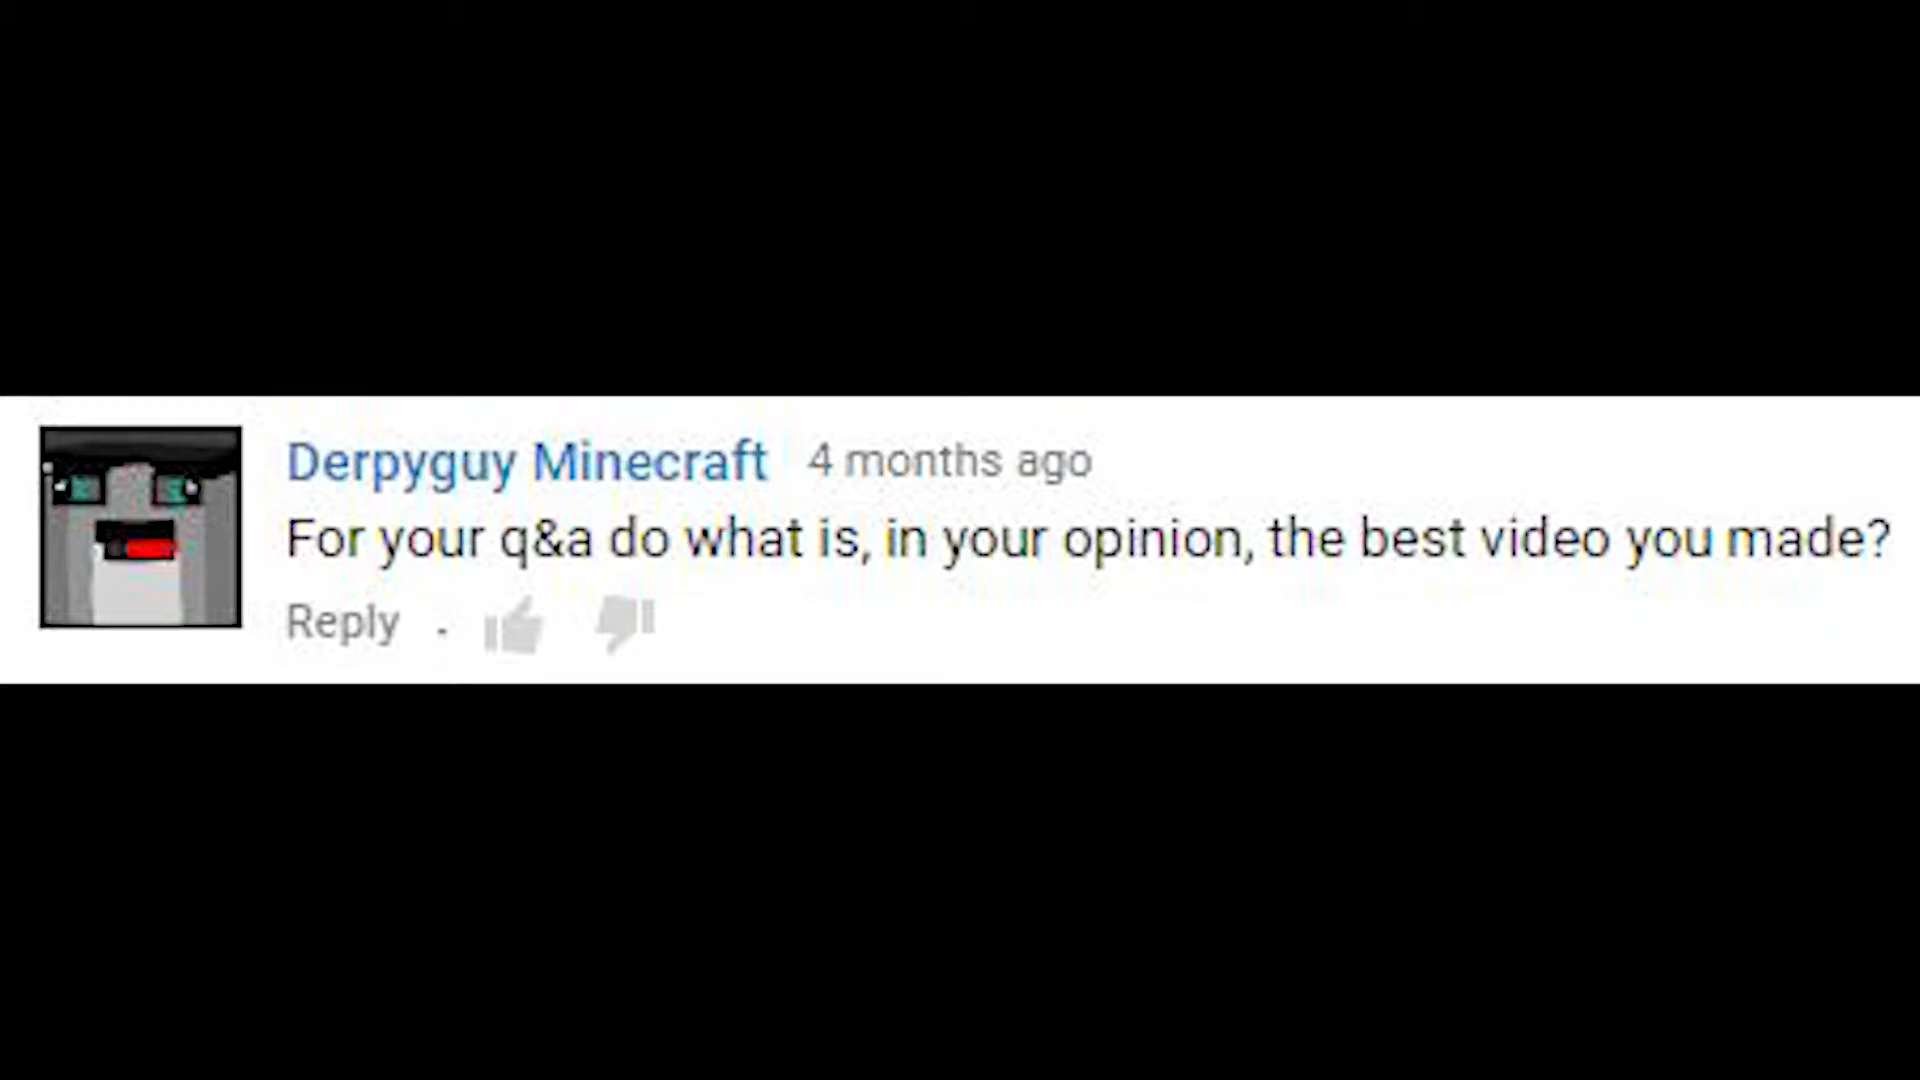 Derpyguy Minecraft 4 months ago
For your q&a do what is, in your opinion, the best video you made?
Reply .